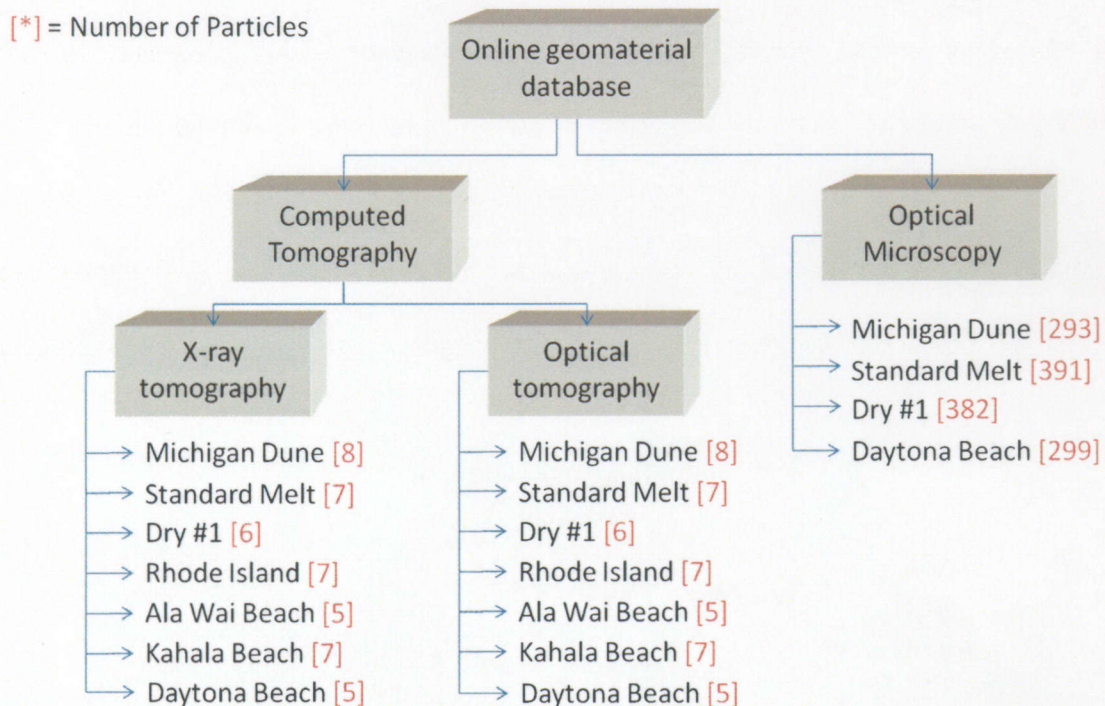 [*] = Number of Particles
Online geomaterial
database
Computed
Tomography
Optical
Microscopy
X-ray
tomography
Optical
tomography
Michigan Dune [293]
Standard Melt [391]
Dry #1 [382]
Daytona Beach [299]
Michigan Dune [8]
Standard Melt [7]
Dry #1 [6]
Rhode Island [7]
Ala Wai Beach [5]
Kahala Beach [7]
Daytona Beach [5]
Michigan Dune [8]
Standard Melt [7]
Dry #1 [6]
Rhode Island [7]
Ala Wai Beach [5]
Kahala Beach [7]
Daytona Beach [5]